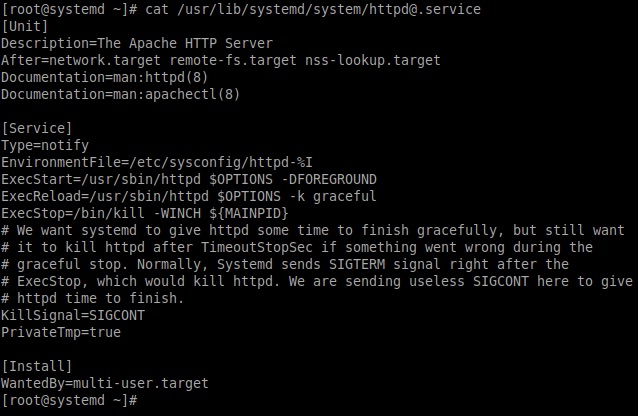 [root@systemd ~]# cat /usr/lib/systemd/system/httpd@.service
[Unit]
Description=The Apache HTTP Server
After=network.target remote-fs.target nss-lookup.target
Documentation=man:httpd(8)
Documentation=man:apachectl(8)

[Service]
Type=notify
EnvironmentFile=/etc/sysconfig/httpd-%I
ExecStart=/usr/sbin/httpd $OPTIONS -DFOREGROUND
ExecReload=/usr/sbin/httpd $OPTIONS -k graceful
ExecStop=/bin/kill -WINCH ${MAINPID}
# We want systemd to give httpd some time to finish gracefully, but still want
# it to kill httpd after TimeoutStopSec if something went wrong during the
# graceful stop. Normally, Systemd sends SIGTERM signal right after the
# ExecStop, which would kill httpd. We are sending useless SIGCONT here to give
# httpd time to finish.
KillSignal=SIGCONT
PrivateTmp=true

[Install]
WantedBy=multi-user.target
[root@systemd ~]#